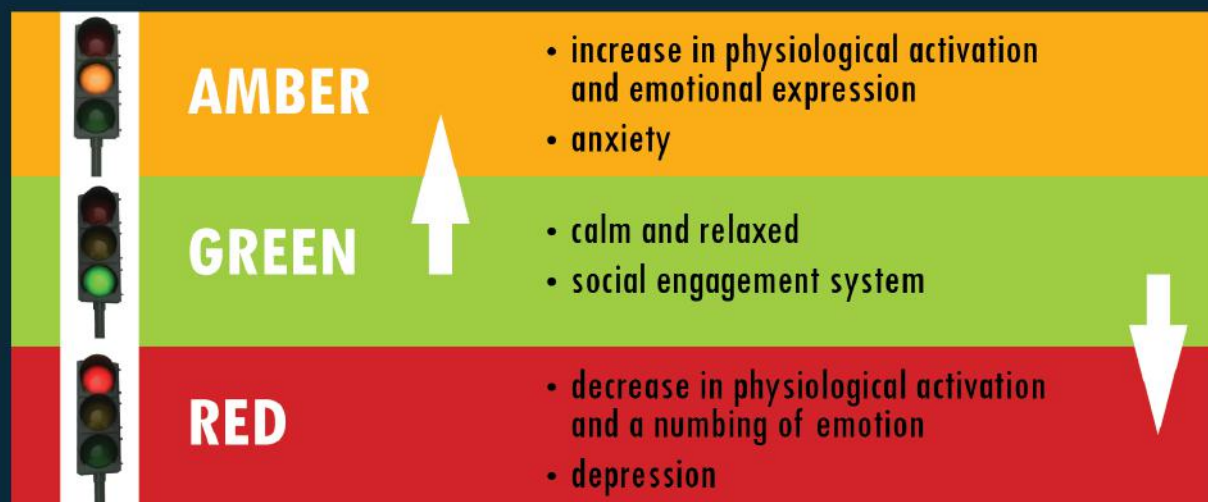 AMBER
• increase in physiological activation
and emotional expression
• anxiety
GREEN
• calm and relaxed
• social engagement system
RED
• decrease in physiological activation
and a numbing of emotion
• depression